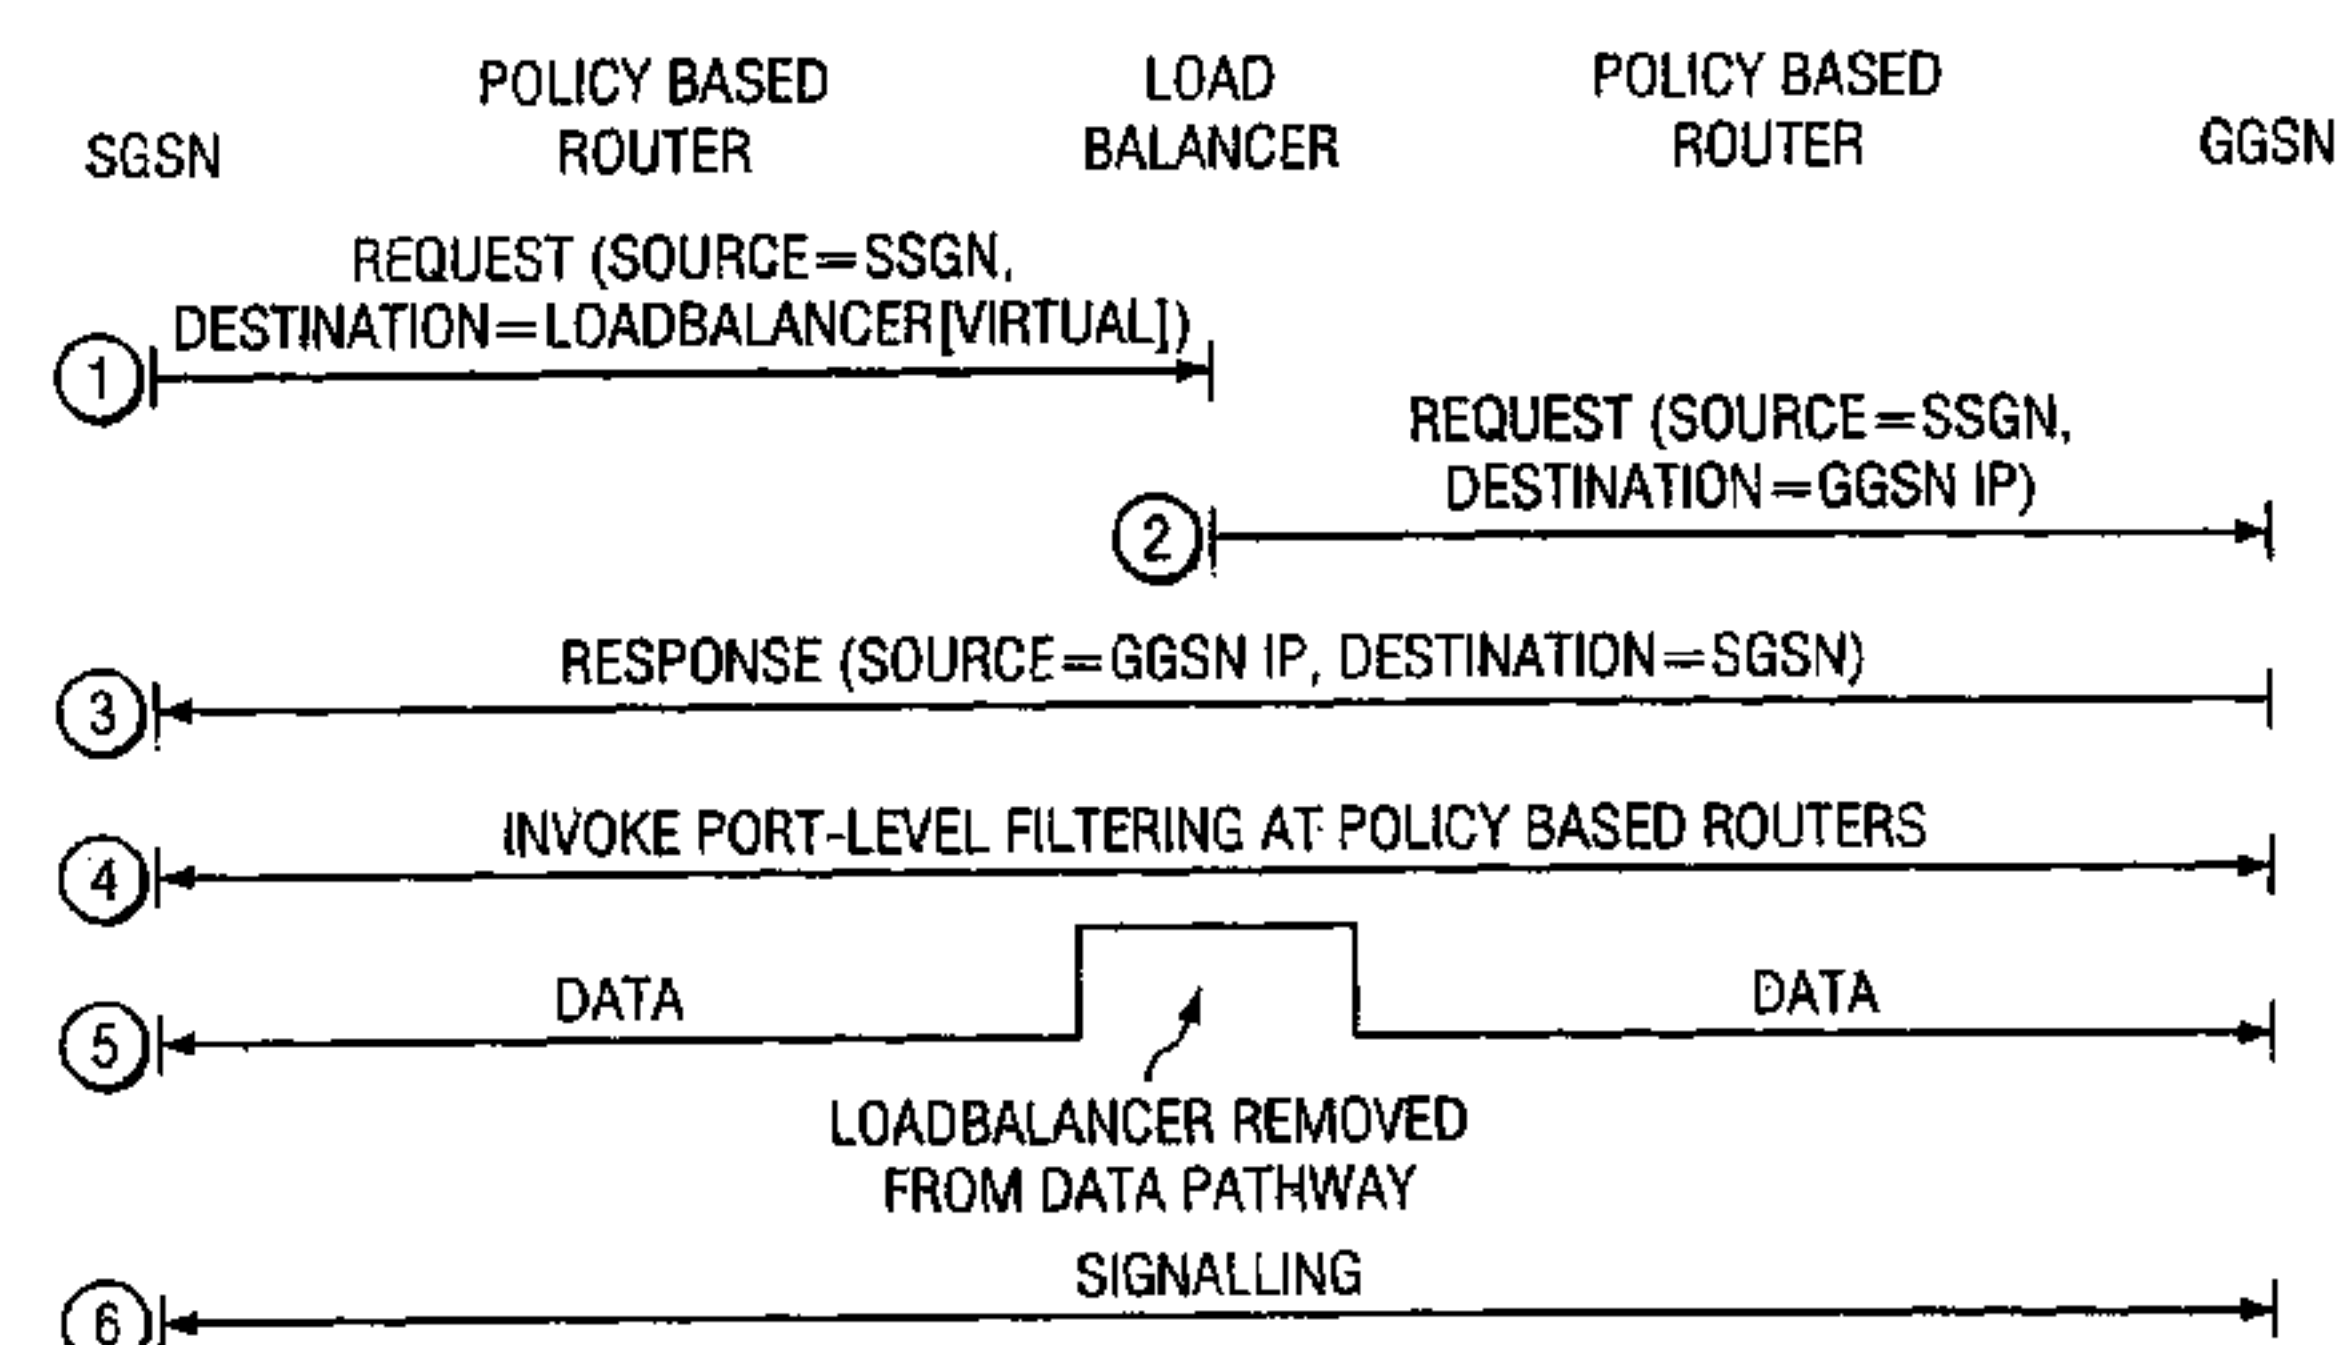 POLICY BASED
ROUTER
LOAD
BALANCER
POLICY BASED
ROUTER
SGSN
GGSN
REQUEST (SOURCE=SSGN,
DESTINATION=LOADBALANCER[VIRTUAL])
1
REQUEST (SOURCE=SSGN,
DESTINATION=GGSN IP)
2
RESPONSE (SOURCE=GGSN IP, DESTINATION=SGSN)
3
INVOKE PORT-LEVEL FILTERING AT POLICY BASED ROUTERS
4
DATA
DATA
5
LOADBALANCER REMOVED
FROM DATA PATHWAY
SIGNALLING
6